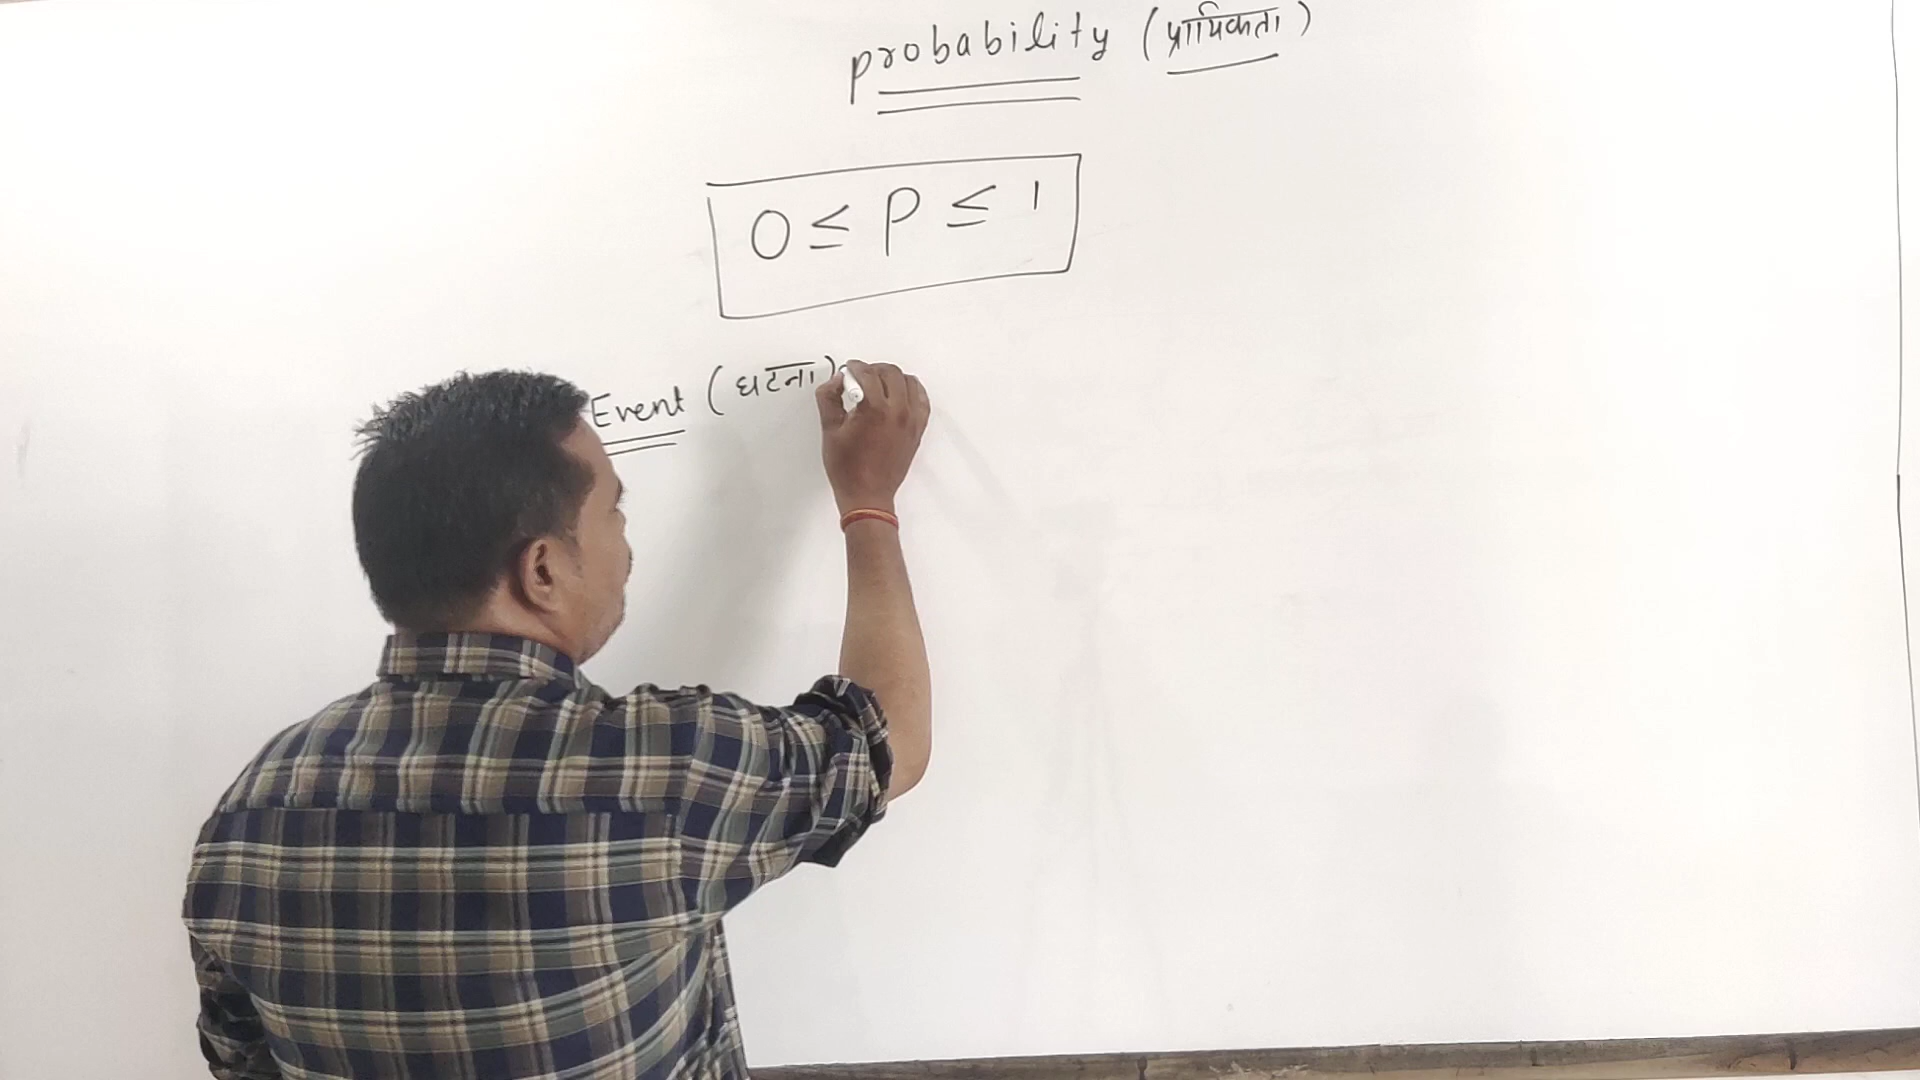 probability (प्रायिकता)
0 ≤ P ≤ 1
Event (घटना)